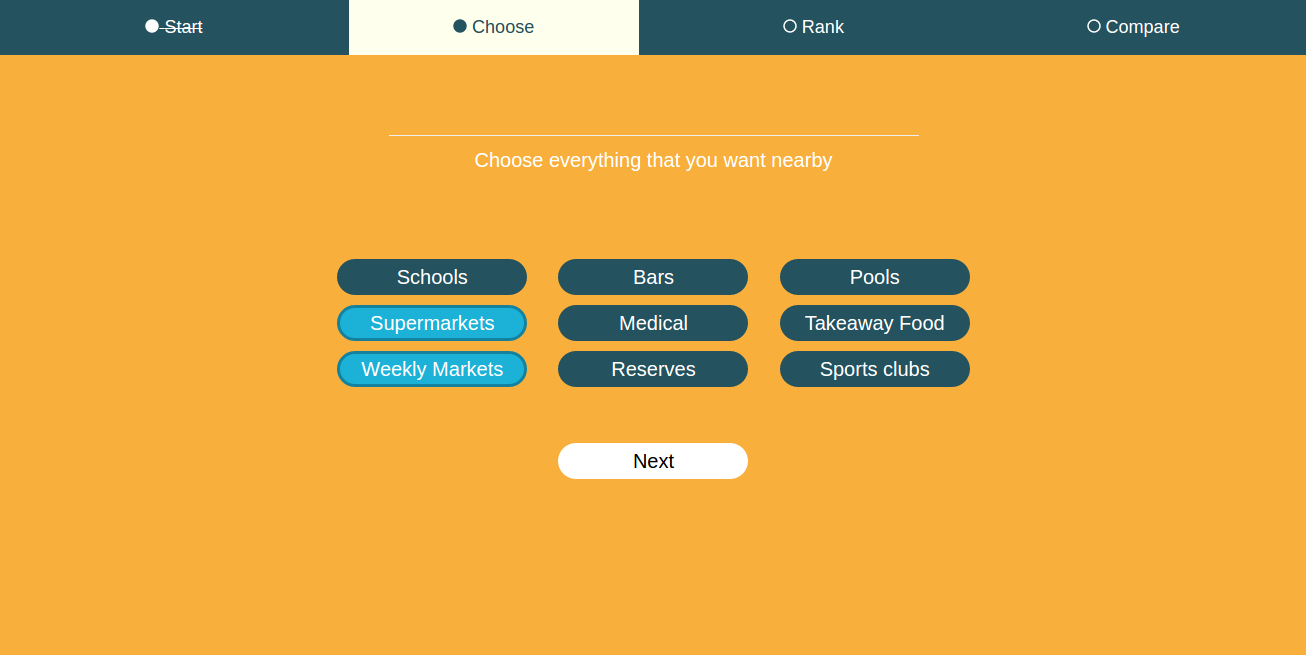 Start Choose Rank Compare
Choose everything that you want nearby
Schools Bars Pools
Supermarkets Medical Takeaway Food
Weekly Markets Reserves Sports clubs
Next